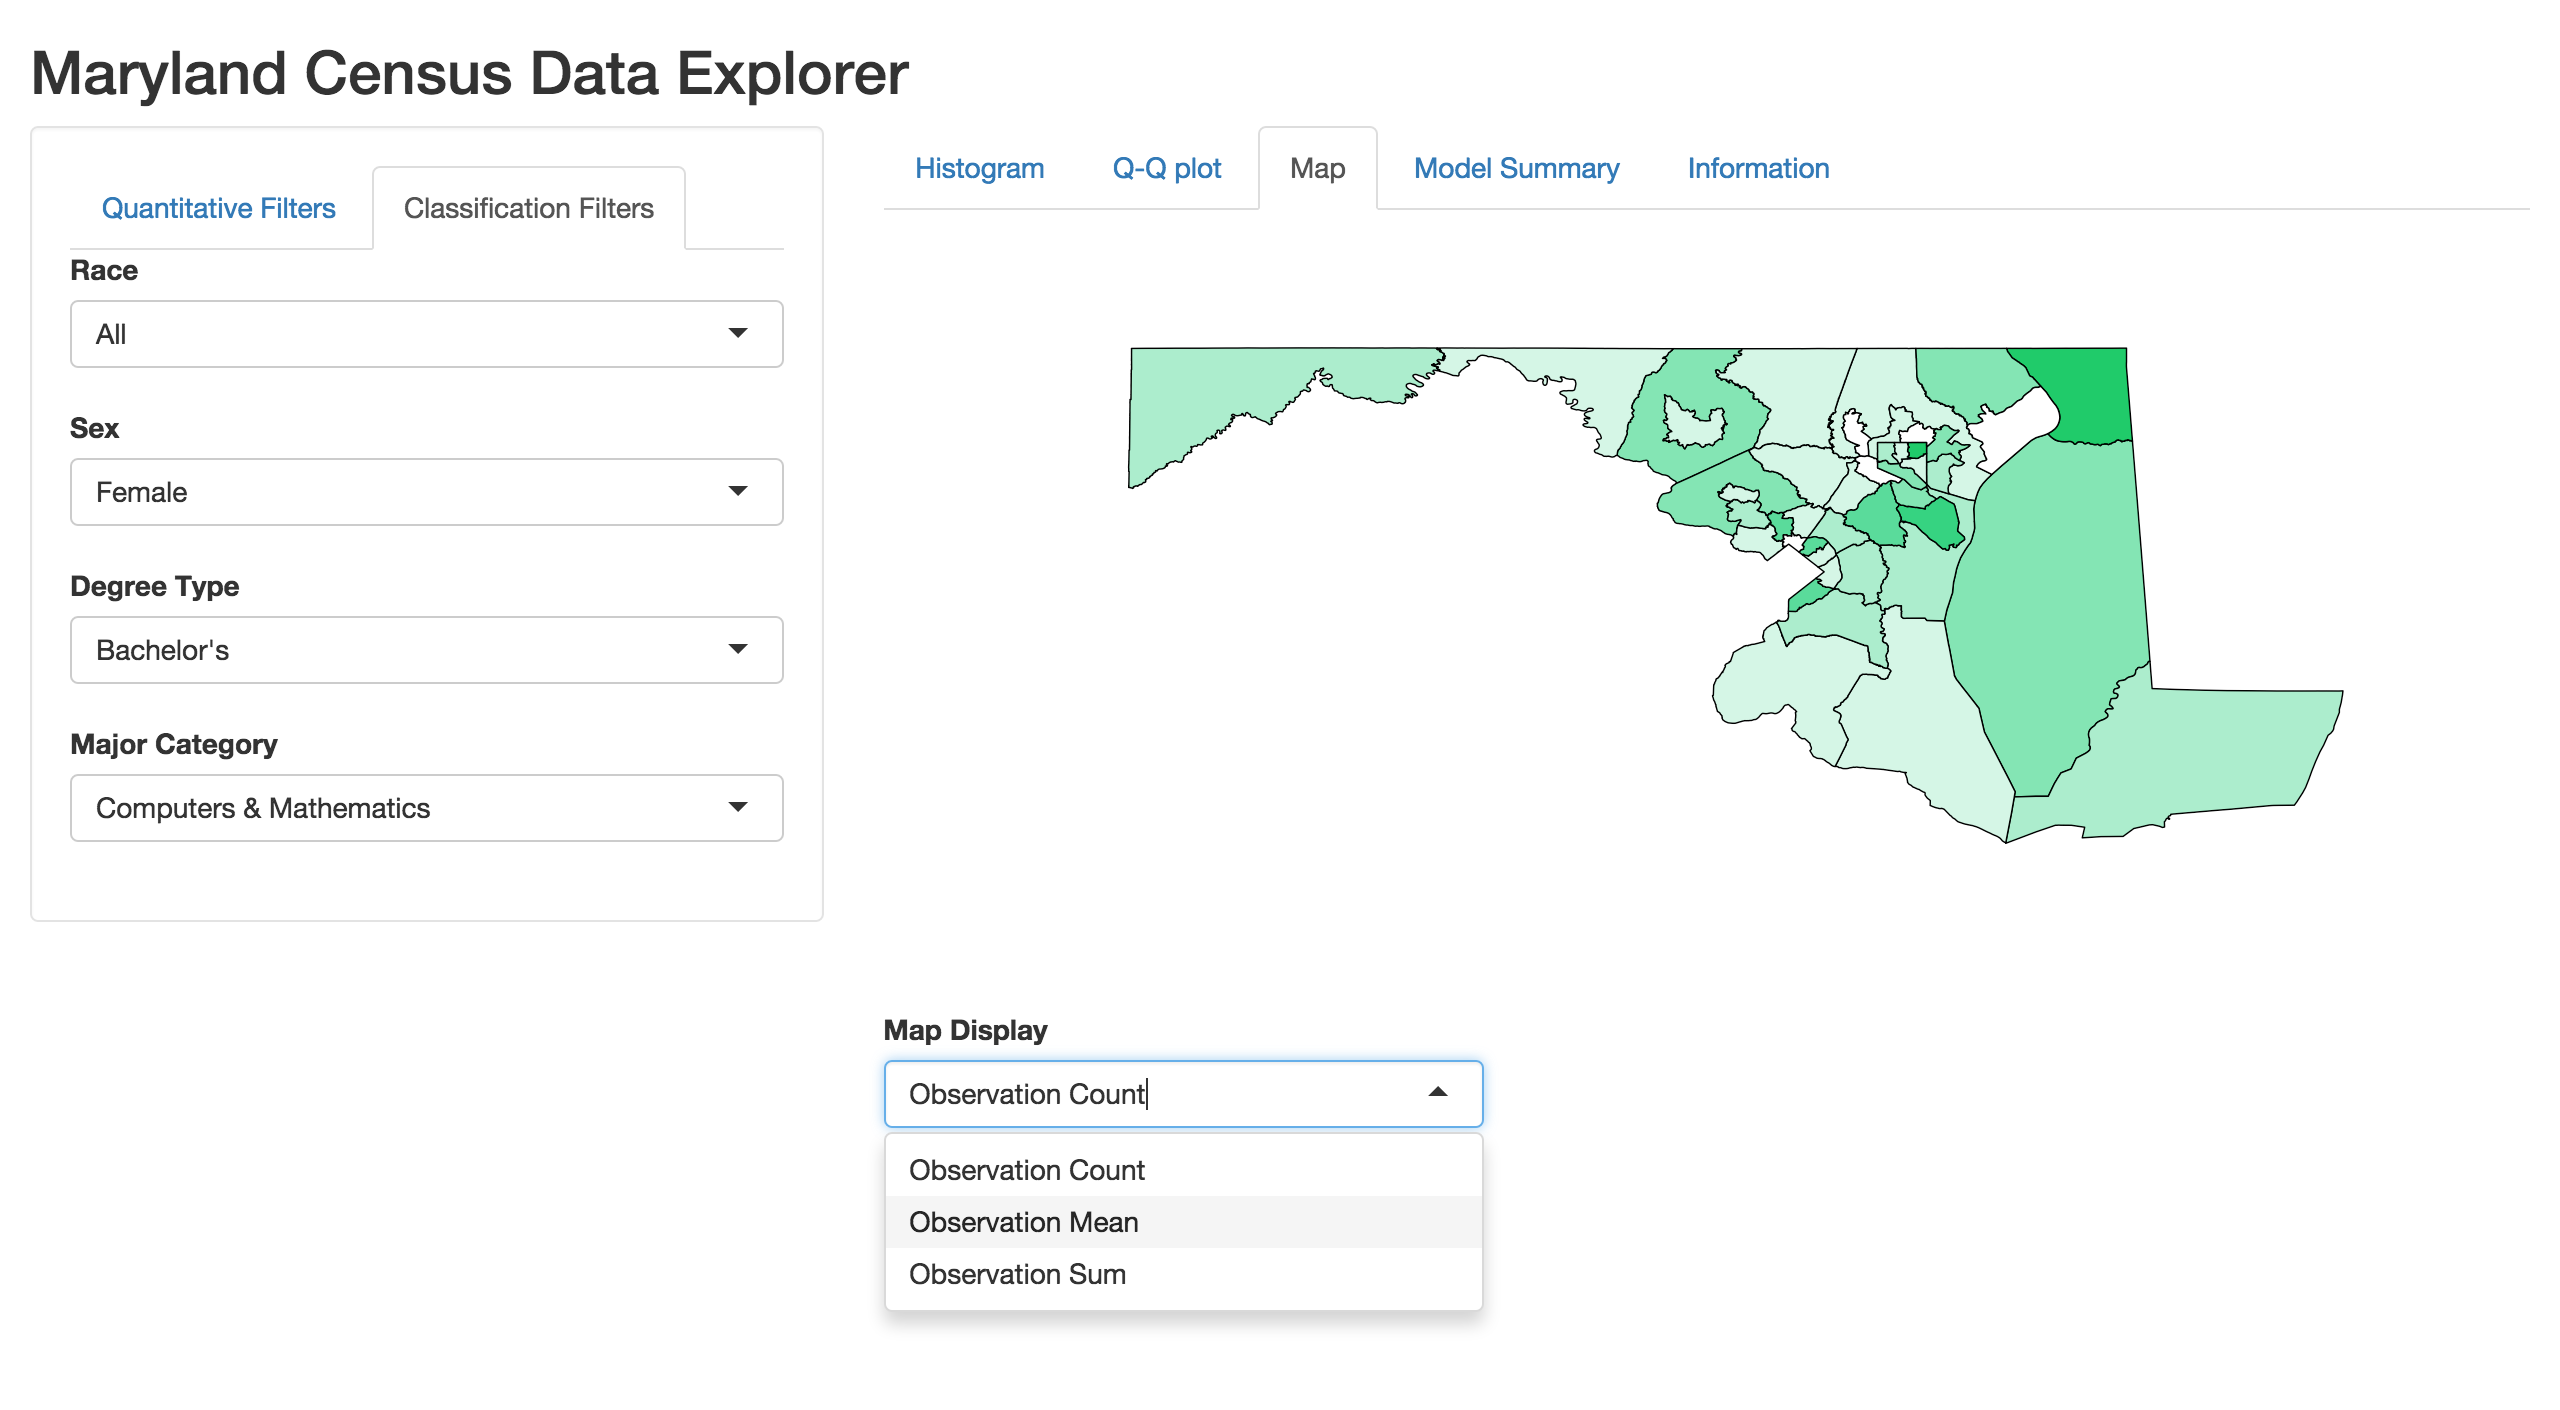 Maryland Census Data Explorer
Quantitative Filters
Classification Filters
Race
All
Sex
Female
Degree Type
Bachelor's
Major Category
Computers & Mathematics
Histogram
Q-Q plot
Map
Model Summary
Information
Map Display
Observation Count
Observation Count
Observation Mean
Observation Sum